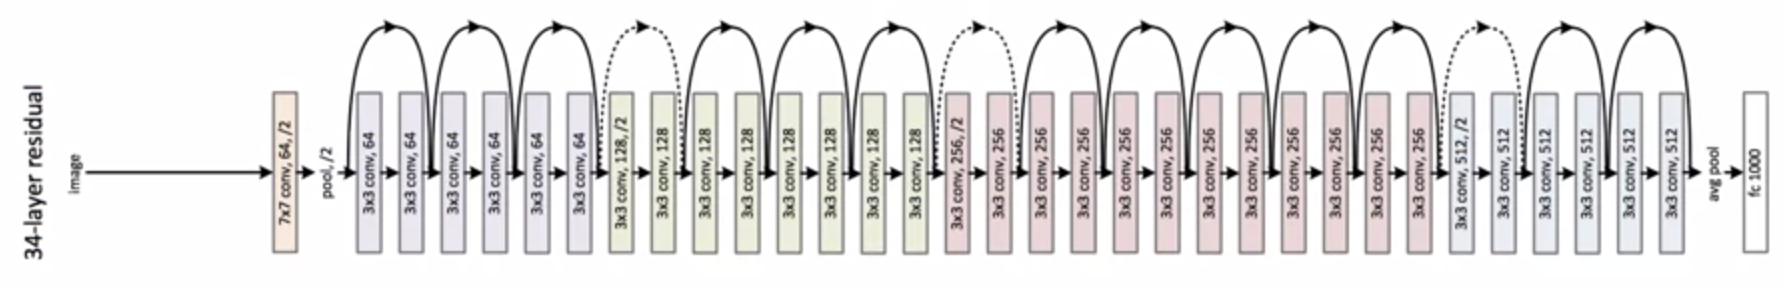 34-layer residual
image
7x7 conv, 64, /2
pool, /2
3x3 conv, 64
3x3 conv, 64
3x3 conv, 64
3x3 conv, 64
3x3 conv, 64
3x3 conv, 64
3x3 conv, 128, /2
3x3 conv, 128
3x3 conv, 128
3x3 conv, 128
3x3 conv, 128
3x3 conv, 128
3x3 conv, 128
3x3 conv, 128
3x3 conv, 256, /2
3x3 conv, 256
3x3 conv, 256
3x3 conv, 256
3x3 conv, 256
3x3 conv, 256
3x3 conv, 256
3x3 conv, 256
3x3 conv, 256
3x3 conv, 256
3x3 conv, 256
3x3 conv, 256
3x3 conv, 512, /2
3x3 conv, 512
3x3 conv, 512
3x3 conv, 512
3x3 conv, 512
3x3 conv, 512
avg pool
fc 1000